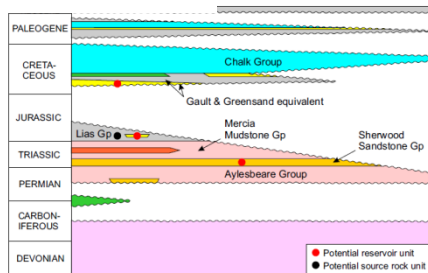 PALEOGENE
CRETA-
CEOUS
Chalk Group
Gault & Greensand equivalent
JURASSIC
Lias Gp
Mercia
Mudstone Gp
Sherwood
Sandstone Gp
TRIASSIC
Aylesbeare Group
PERMIAN
CARBON-
IFEROUS
DEVONIAN
Potential reservoir unit
Potential source rock unit